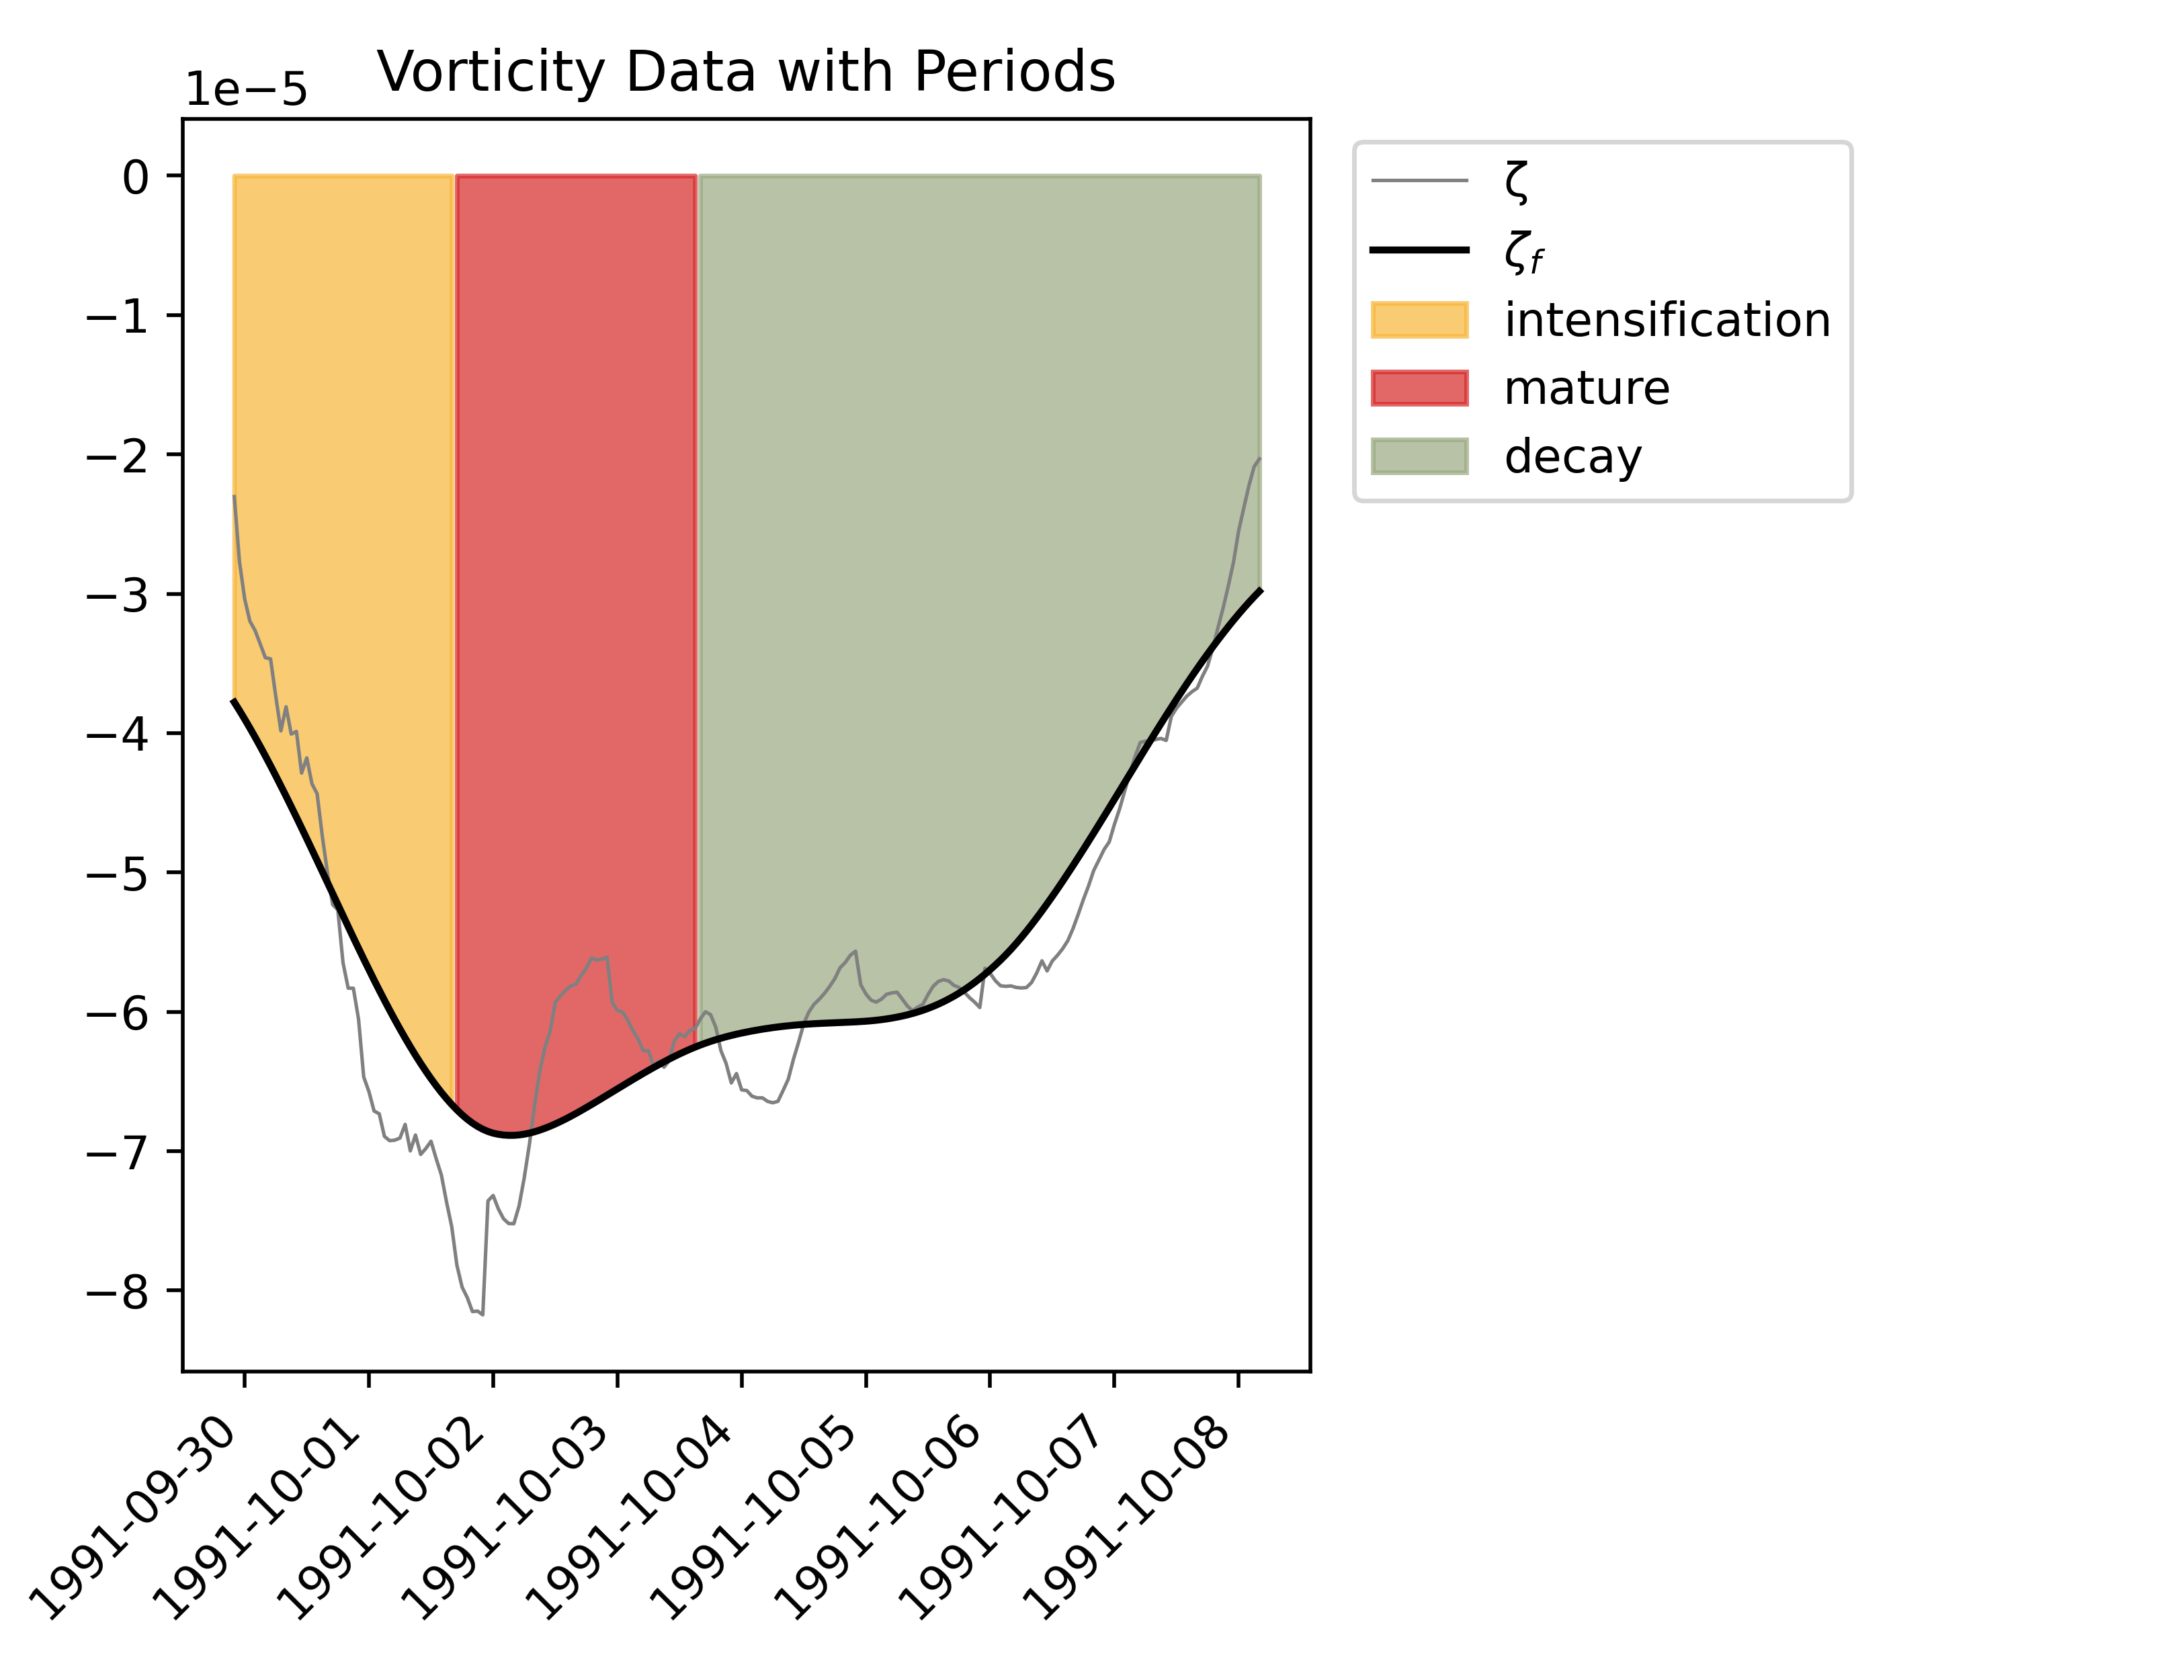 Vorticity Data with Periods
1e−5
0
−1
−2
−3
−4
−5
−6
−7
−8
1991-09-30
1991-10-01
1991-10-02
1991-10-03
1991-10-04
1991-10-05
1991-10-06
1991-10-07
1991-10-08
ζ
ζf
intensification
mature
decay